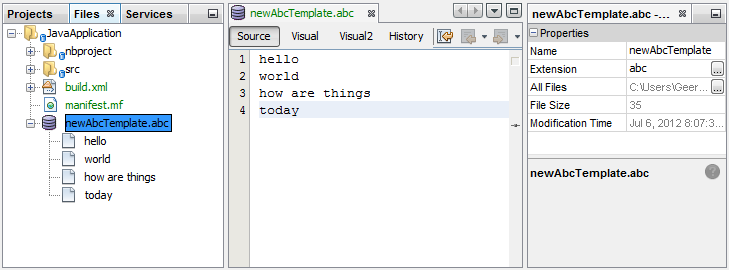 Projects Files Services
JavaApplication
nbproject
src
build.xml
manifest.mf
newAbcTemplate.abc
hello
world
how are things
today
newAbcTemplate.abc
Source Visual Visual2 History
1 hello
2 world
3 how are things
4 today
newAbcTemplate.abc -...
Properties
Name newAbcTemplate
Extension abc ...
All Files C:\Users\Geer... ...
File Size 35
Modification Time Jul 6, 2012 8:07:3...
newAbcTemplate.abc ?